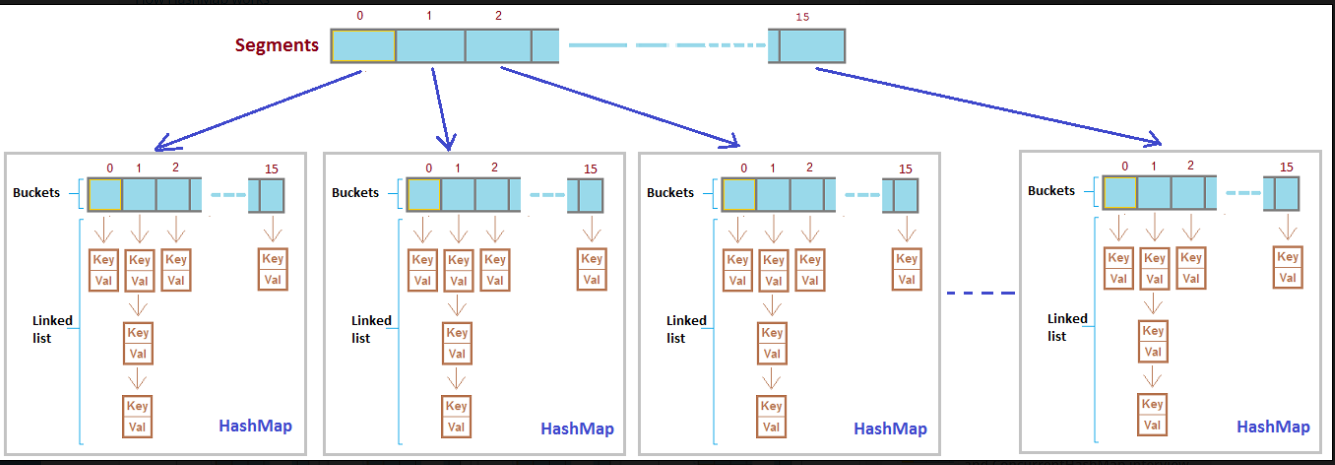 0 1 2 15
Segments
0 1 2 15
Buckets
Key Key Key Key
Val Val Val Val
Linked
list
Key
Val
Key
Val
HashMap
0 1 2 15
Buckets
Key Key Key Key
Val Val Val Val
Linked
list
Key
Val
Key
Val
HashMap
0 1 2 15
Buckets
Key Key Key Key
Val Val Val Val
Linked
list
Key
Val
Key
Val
HashMap
0 1 2 15
Buckets
Key Key Key Key
Val Val Val Val
Linked
list
Key
Val
Key
Val
HashMap